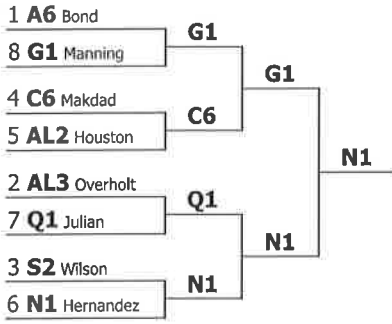 1 A6 Bond
G1
8 G1 Manning
G1
4 C6 Makdad
C6
5 AL2 Houston
N1
2 AL3 Overholt
Q1
7 Q1 Julian
N1
3 S2 Wilson
N1
6 N1 Hernandez